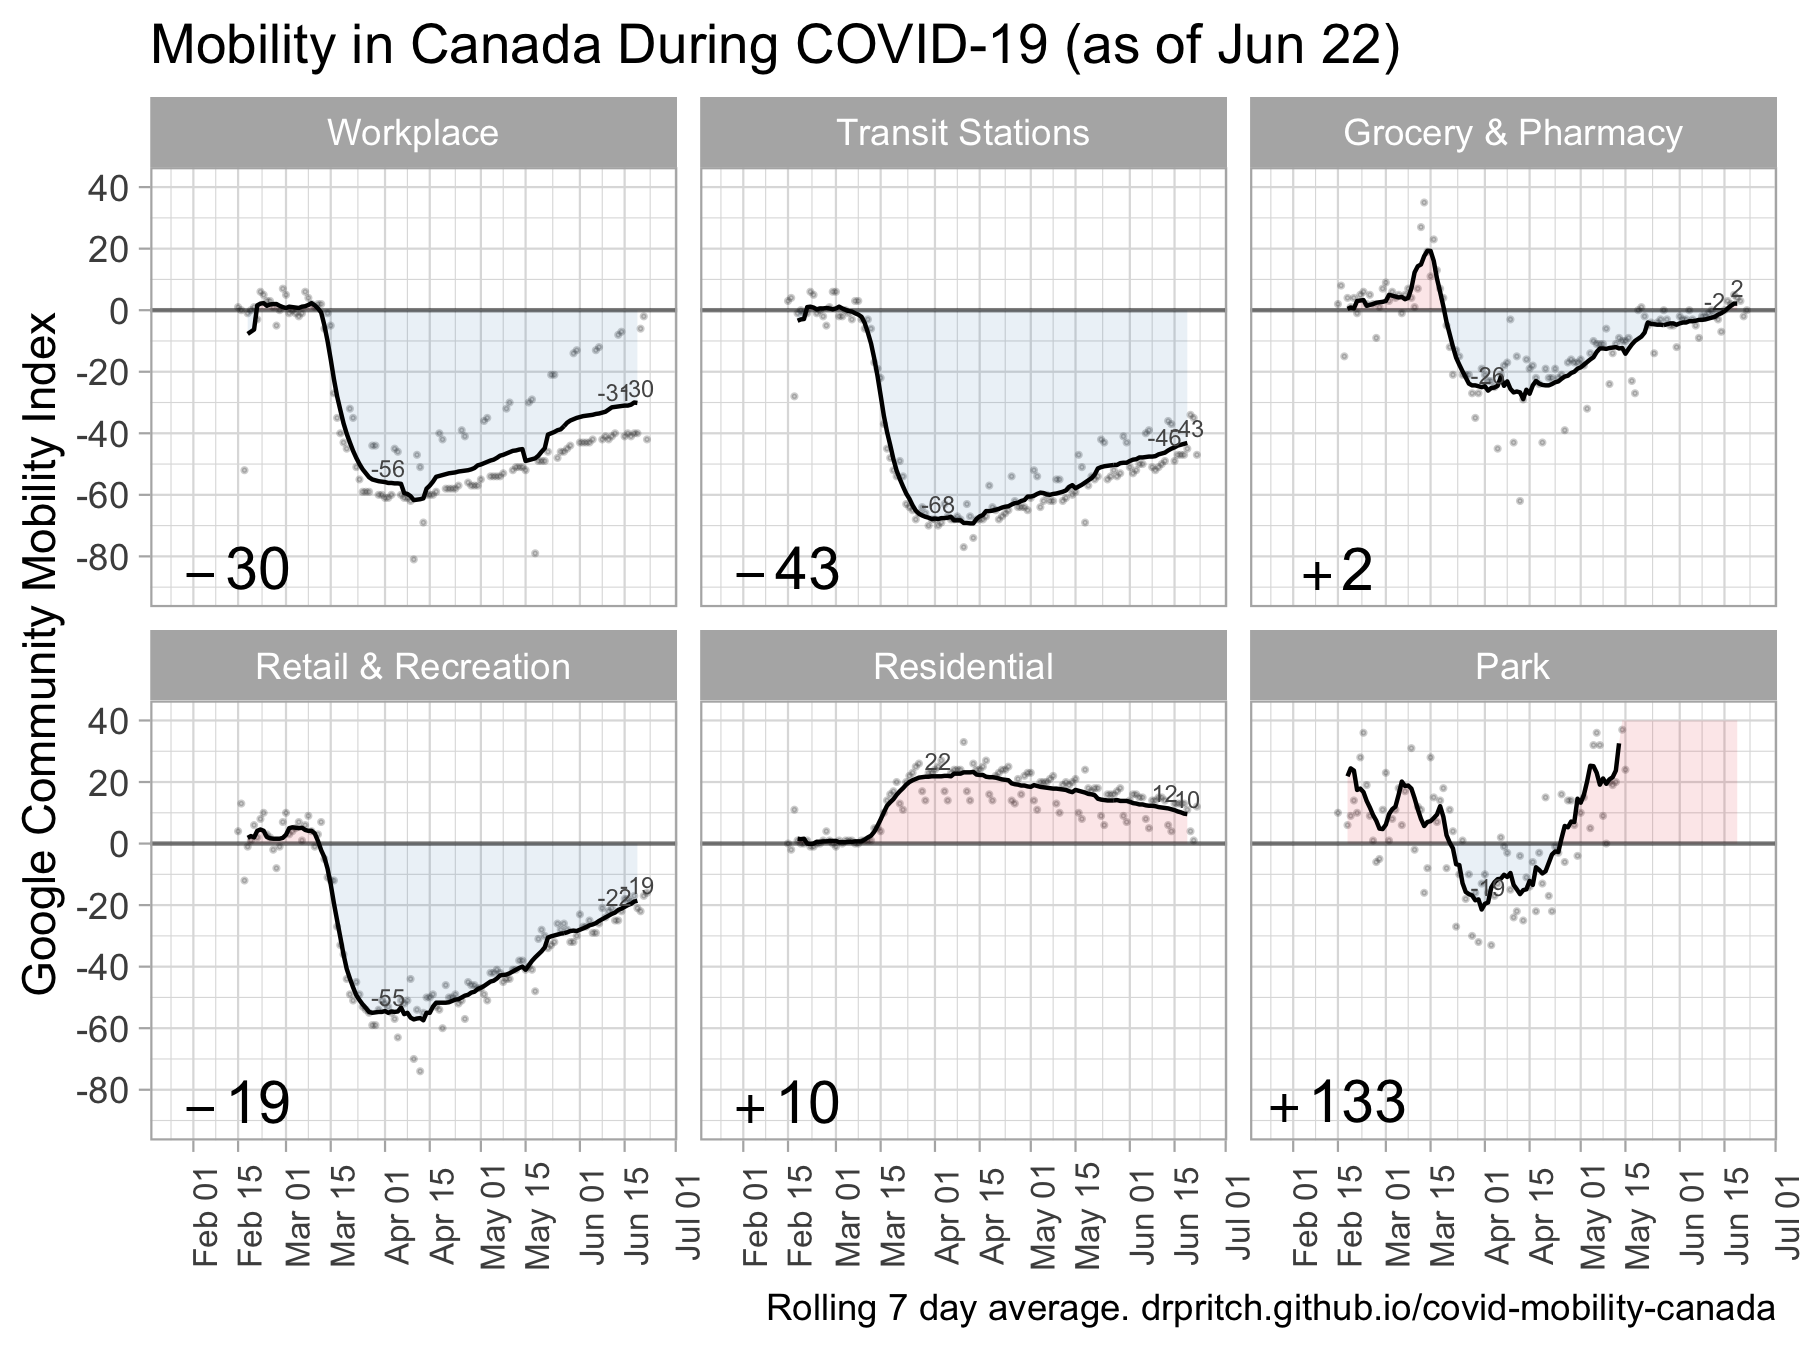 Mobility in Canada During COVID-19 (as of Jun 22)
Google Community Mobility Index
Workplace
40
20
0
-20
-40
-60
-80
-56
-31
-30
−30
Transit Stations
-68
-46
-43
−43
Grocery & Pharmacy
-26
-2
2
+2
Retail & Recreation
40
20
0
-20
-40
-60
-80
-55
-22
-19
−19
Residential
22
12
10
+10
Park
-19
+133
Feb 01
Feb 15
Mar 01
Mar 15
Apr 01
Apr 15
May 01
May 15
Jun 01
Jun 15
Jul 01
Feb 01
Feb 15
Mar 01
Mar 15
Apr 01
Apr 15
May 01
May 15
Jun 01
Jun 15
Jul 01
Feb 01
Feb 15
Mar 01
Mar 15
Apr 01
Apr 15
May 01
May 15
Jun 01
Jun 15
Jul 01
Rolling 7 day average. drpritch.github.io/covid-mobility-canada